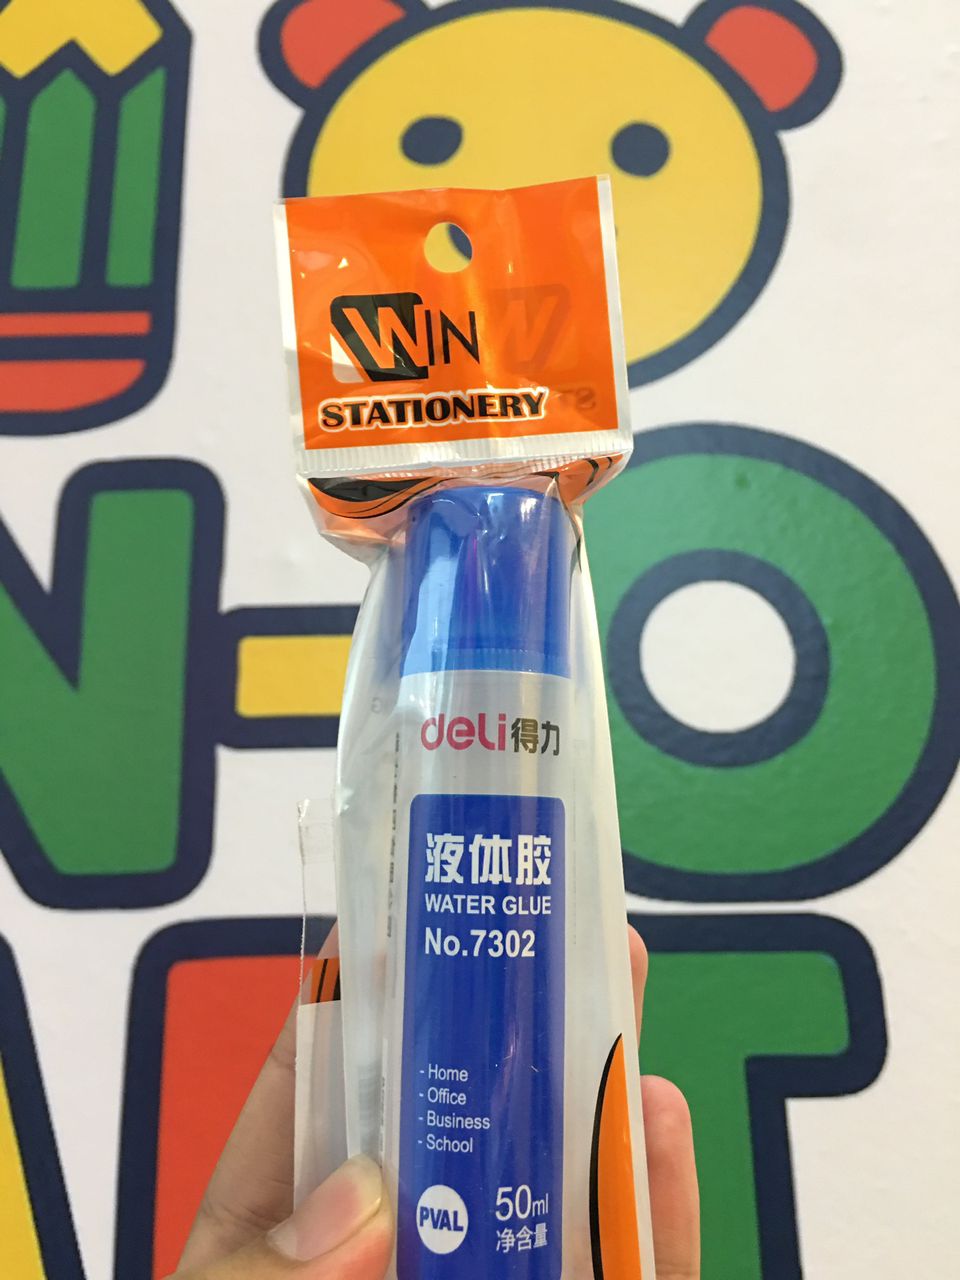 WIN
STATIONERY
deli得力
液体胶
WATER GLUE
No.7302
- Home
- Office
- Business
- School
PVAL
50ml
净含量
N-O